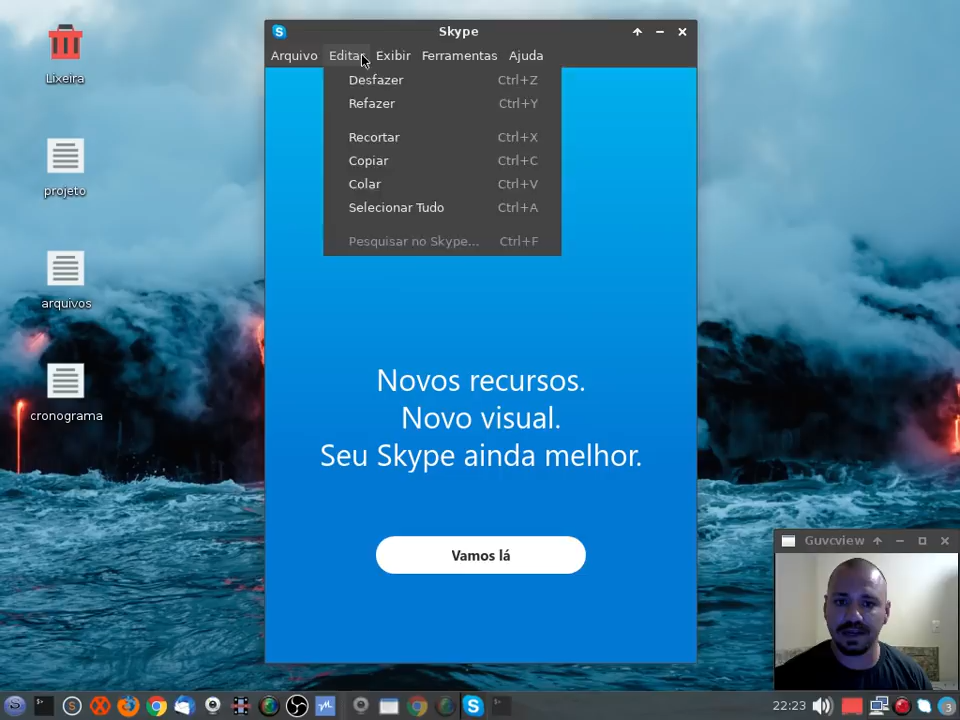 Skype
Arquivo Editar Exibir Ferramentas Ajuda
Desfazer Ctrl+Z
Refazer Ctrl+Y
Recortar Ctrl+X
Copiar Ctrl+C
Colar Ctrl+V
Selecionar Tudo Ctrl+A
Pesquisar no Skype... Ctrl+F
Lixeira
projeto
arquivos
cronograma
Novos recursos.
Novo visual.
Seu Skype ainda melhor.
Vamos lá
Guvcview
22:23
3